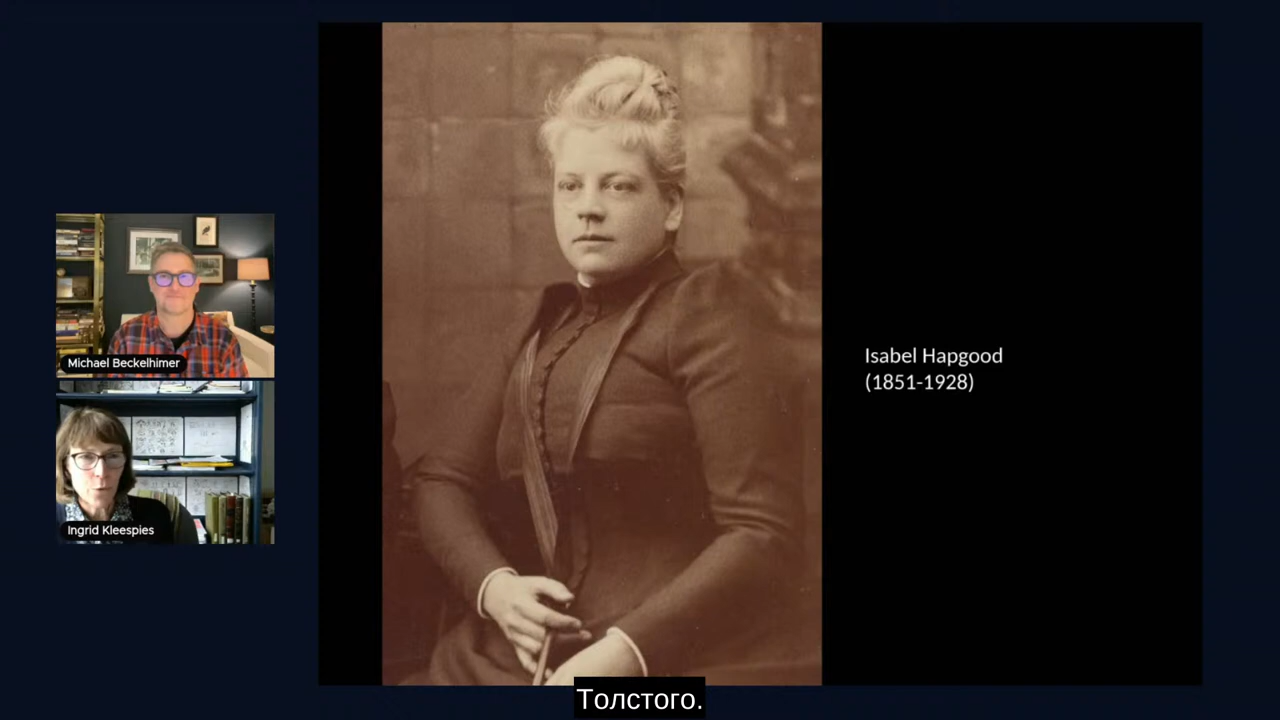 Michael Beckelhimer
Ingrid Kleespies
Isabel Hapgood
(1851-1928)
Толстого.